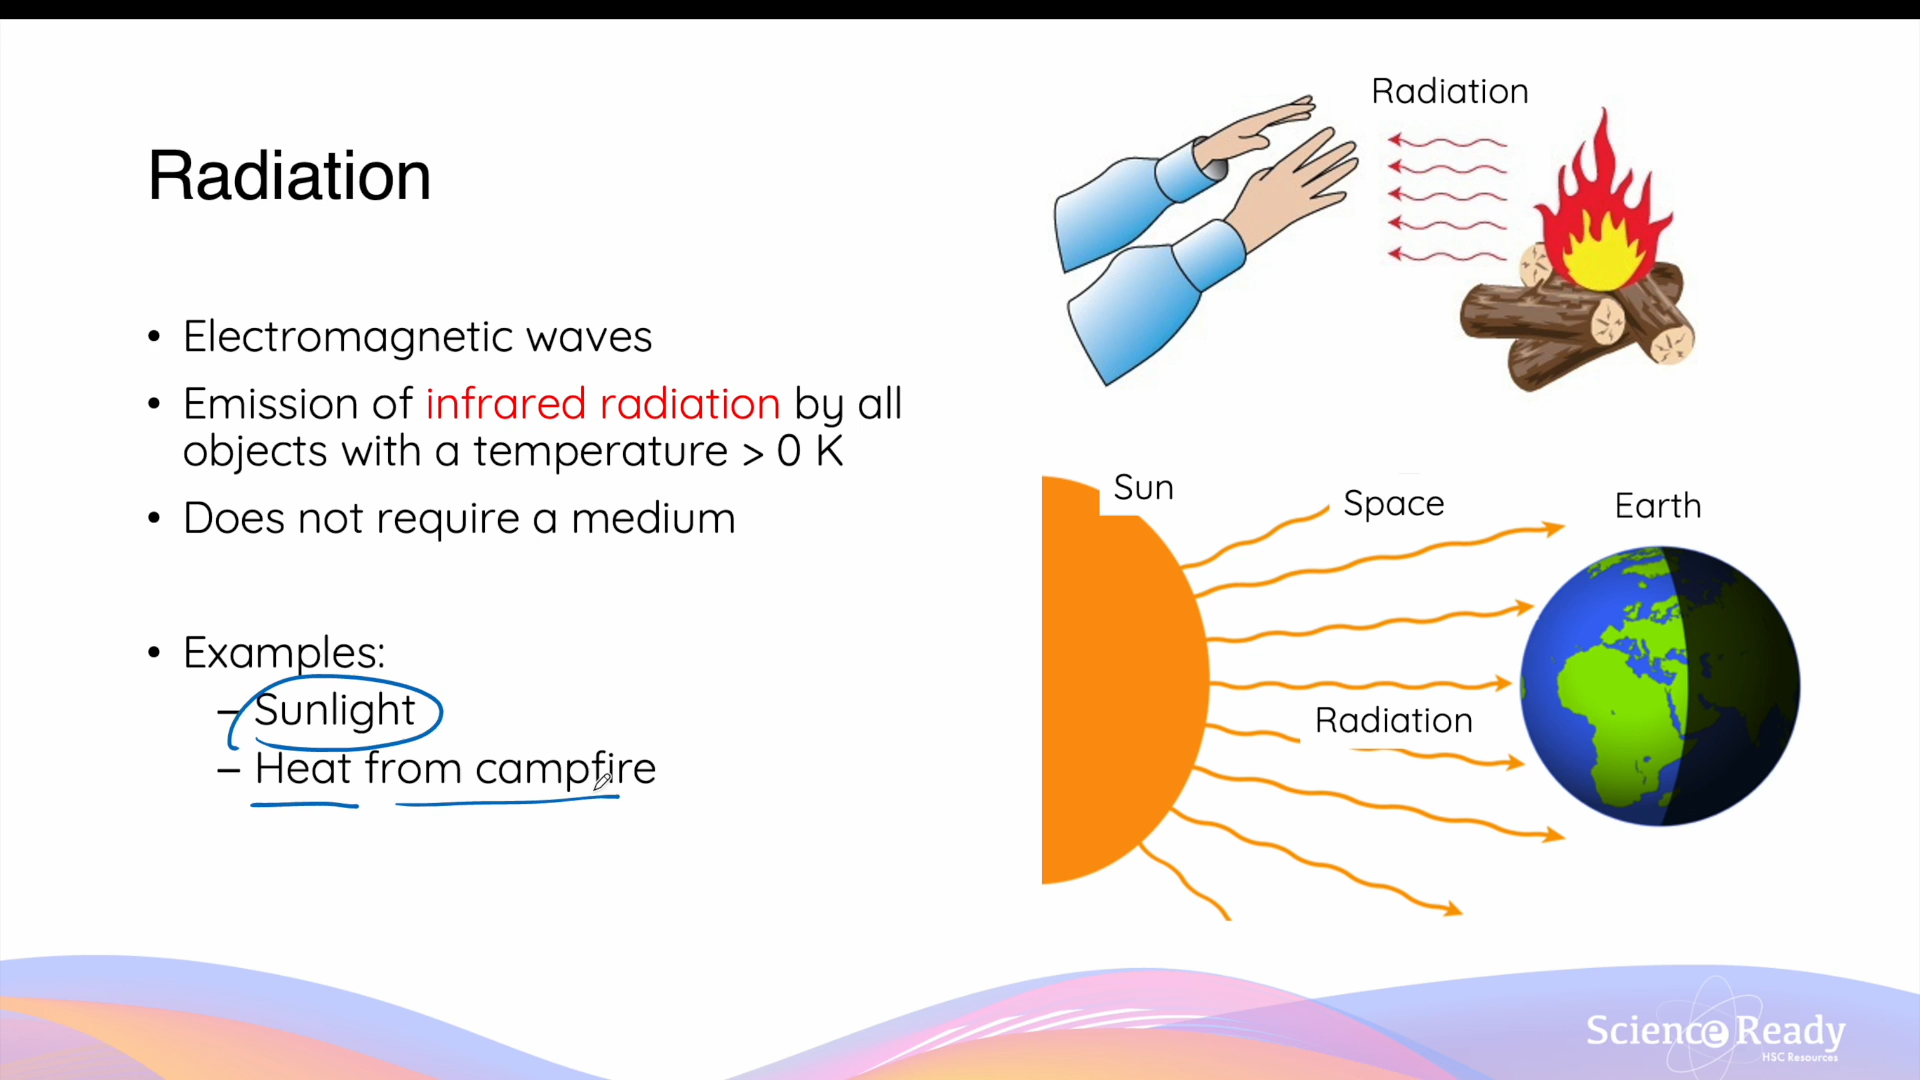 Radiation
• Electromagnetic waves
• Emission of infrared radiation by all
objects with a temperature > 0 K
• Does not require a medium
• Examples:
– Sunlight
– Heat from campfire
Radiation
Sun
Space
Earth
Radiation
Science Ready
HSC Resources